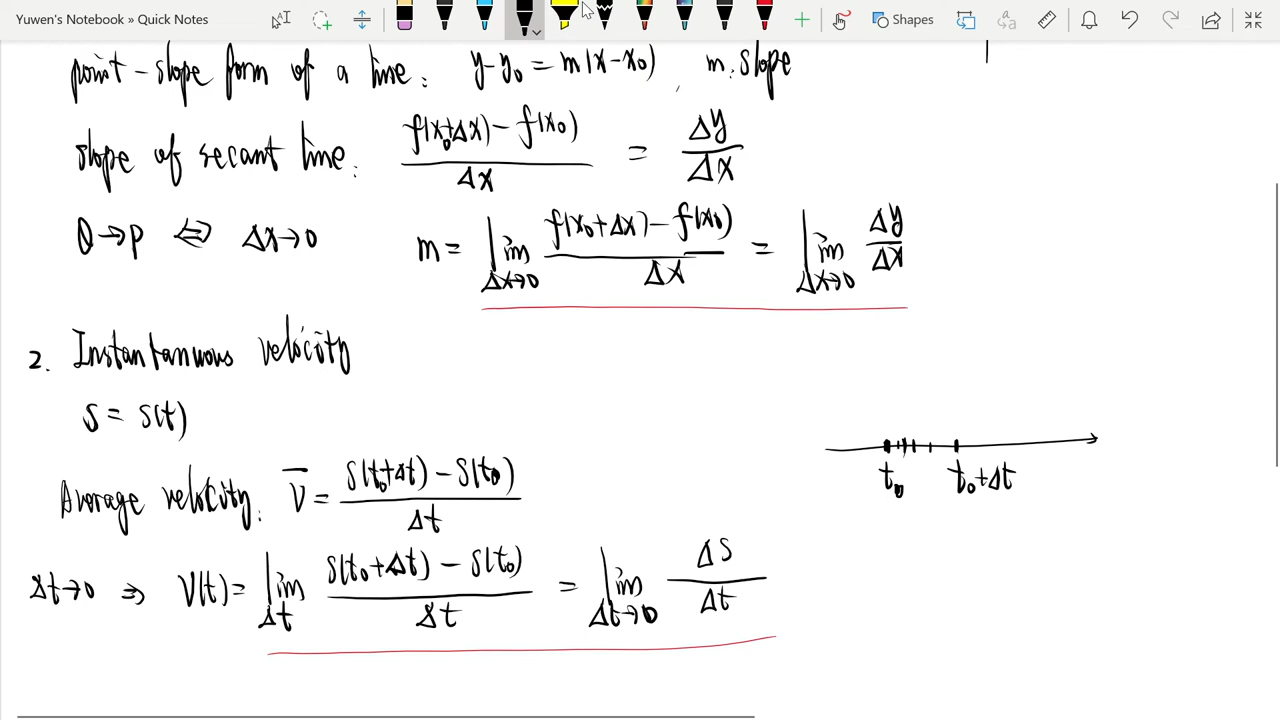 Yuwen's Notebook » Quick Notes
Shapes
point-slope form of a line: y-y₀ = m(x-x₀) m: slope
slope of secant line: f(x₀+Δx) - f(x₀) / Δx = Δy / Δx
Q→P ⇔ Δx→0 m = lim Δx→0 f(x₀+Δx) - f(x₀) / Δx = lim Δx→0 Δy / Δx
2. Instantanuous velocity
S = S(t)
t₀ t₀+Δt
Average velocity: V̅ = S(t₀+Δt) - S(t₀) / Δt
Δt→0 ⇒ V(t) = lim Δt S(t₀+Δt) - S(t₀) / Δt = lim Δt→0 ΔS / Δt